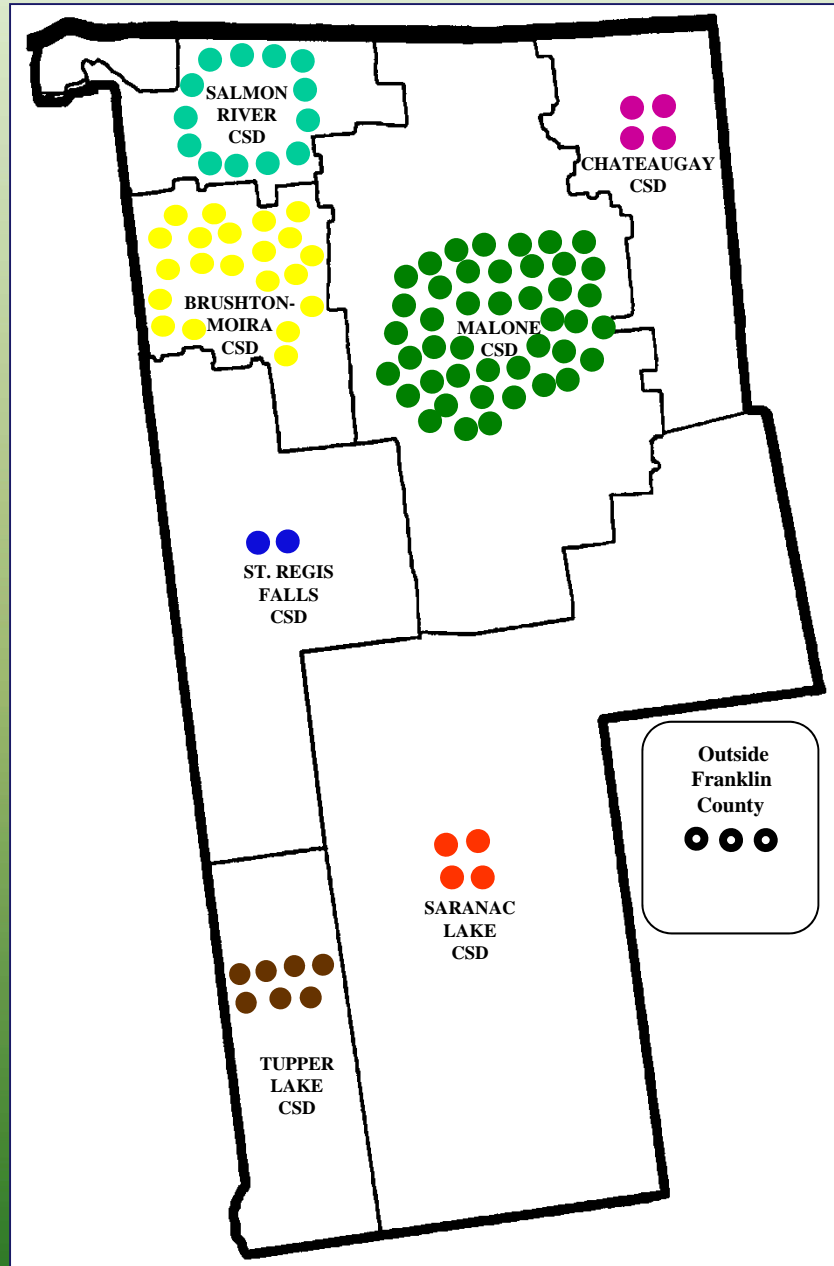 SALMON
RIVER
CSD
CHATEAUGAY
CSD
BRUSHTON-
MOIRA
CSD
MALONE
CSD
ST. REGIS
FALLS
CSD
Outside
Franklin
County
SARANAC
LAKE
CSD
TUPPER
LAKE
CSD